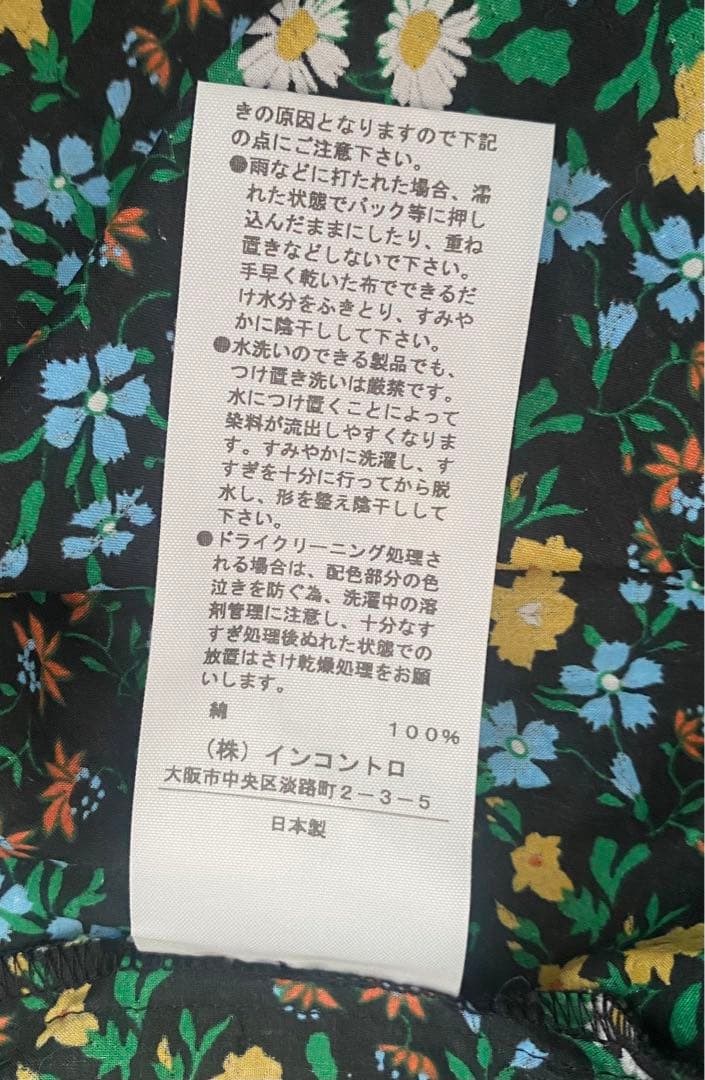 きの原因となりますので下記
の点にご注意下さい。
●雨などに打たれた場合、濡
れた状態でバック等に押し
込んだままにしたり、重ね
置きなどしないで下さい。
手早く乾いた布でできるだ
け水分をふきとり、すみや
かに陰干しして下さい。
●水洗いのできる製品でも、
つけ置き洗いは厳禁です。
水につけ置くことによって
染料が流出しやすくなりま
す。すみやかに洗濯し、す
すぎを十分に行ってから脱
水し、形を整え陰干しして
下さい。
●ドライクリーニング処理さ
れる場合は、配色部分の色
泣きを防ぐ為、洗濯中の溶
剤管理に注意し、十分なす
すぎ処理後ぬれた状態での
放置はさけ乾燥処理をお願
いします。
綿 100%
(株)インコントロ
大阪市中央区淡路町2-3-5
日本製